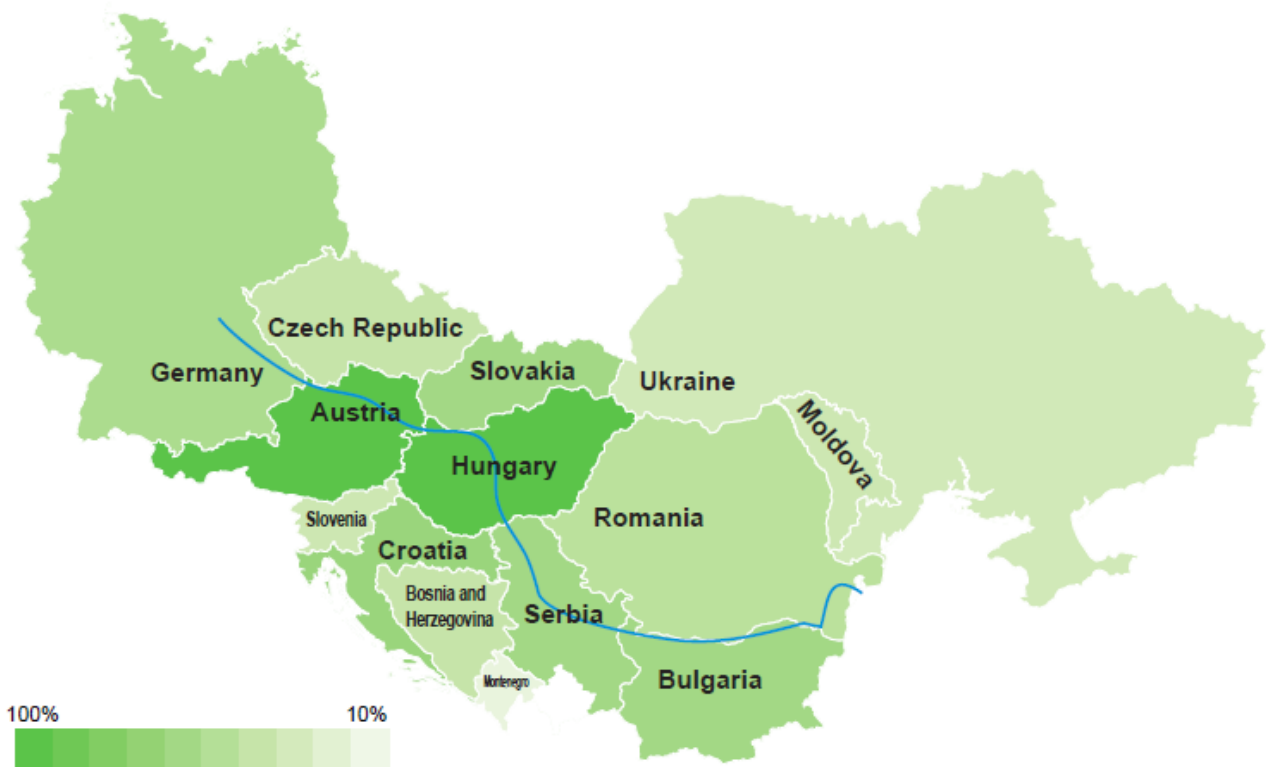 Czech Republic
Germany
Slovakia
Ukraine
Austria
Moldova
Hungary
Slovenia
Romania
Croatia
Bosnia and
Herzegovina
Serbia
Montenegro
Bulgaria
100%
10%